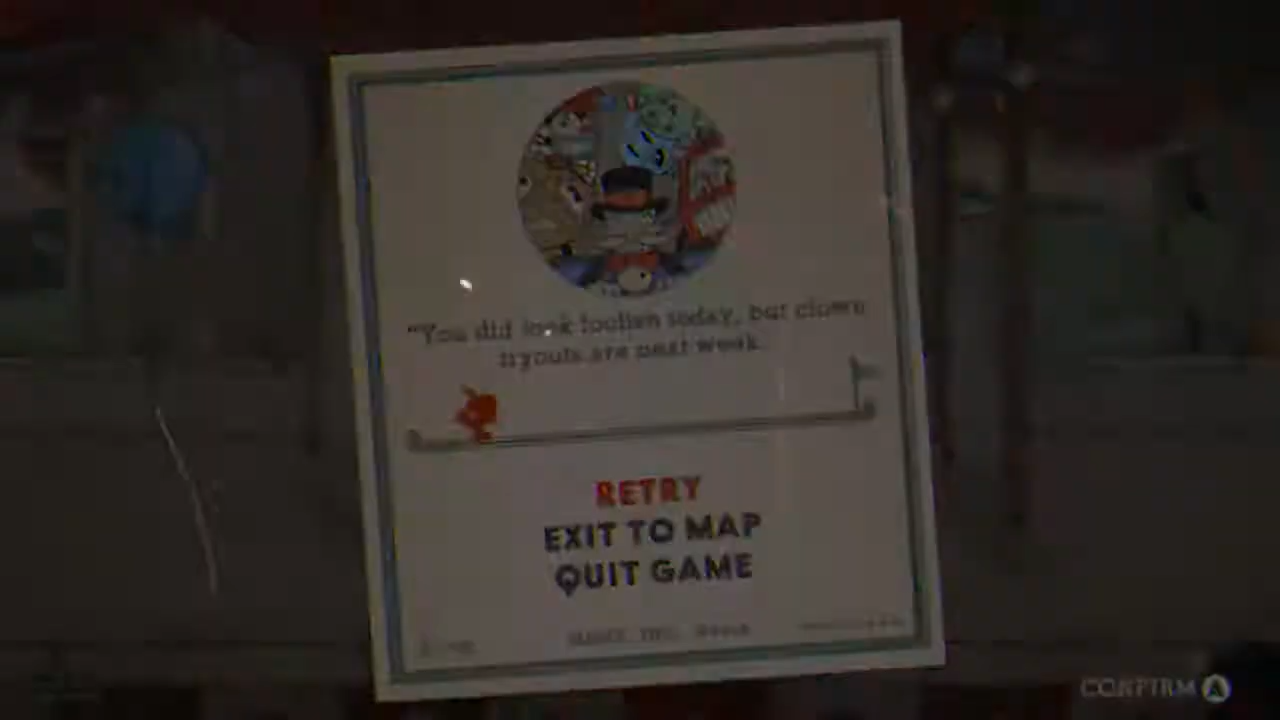 "You did look foolish today, but clown
tryouts are next week.
RETRY
EXIT TO MAP
QUIT GAME
CONFIRM A